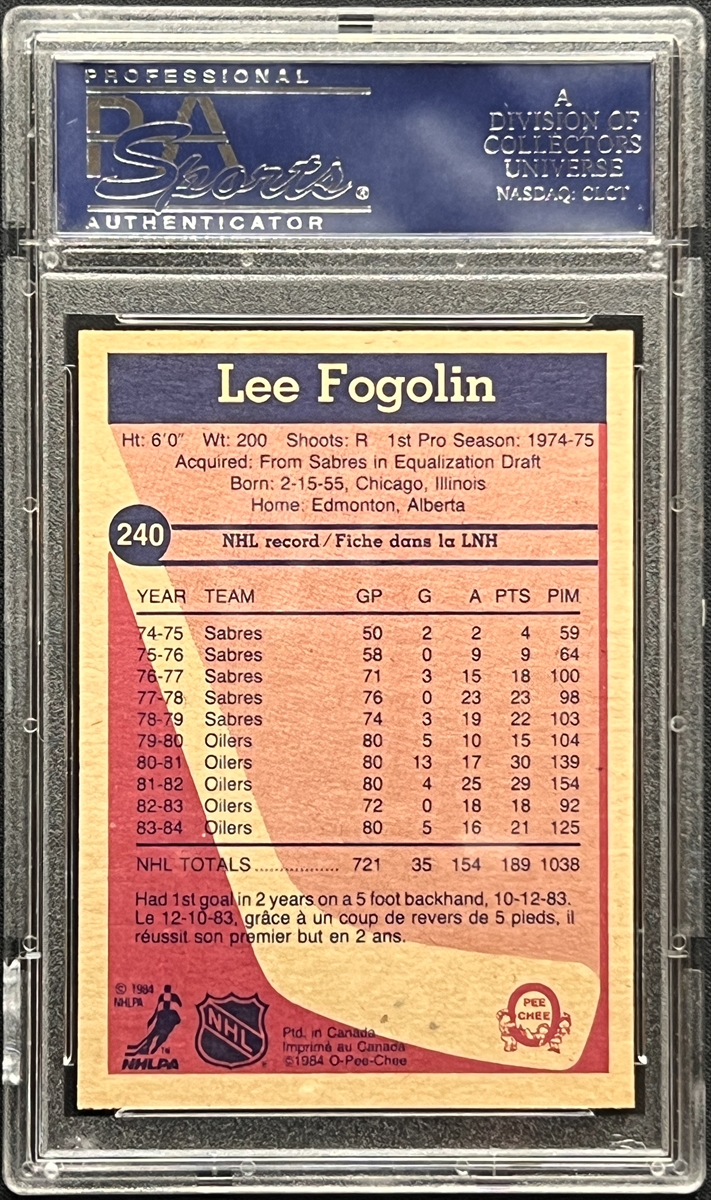 PROFESSIONAL
PSA
Sports®
AUTHENTICATOR
A
DIVISION OF
COLLECTORS
UNIVERSE
NASDAQ: CLCT
Lee Fogolin
Ht: 6'0" Wt: 200 Shoots: R 1st Pro Season: 1974-75
Acquired: From Sabres in Equalization Draft
Born: 2-15-55, Chicago, Illinois
Home: Edmonton, Alberta
240 NHL record/Fiche dans la LNH
YEAR TEAM GP G A PTS PIM
74-75 Sabres 50 2 2 4 59
75-76 Sabres 58 0 9 9 64
76-77 Sabres 71 3 15 18 100
77-78 Sabres 76 0 23 23 98
78-79 Sabres 74 3 19 22 103
79-80 Oilers 80 5 10 15 104
80-81 Oilers 80 13 17 30 139
81-82 Oilers 80 4 25 29 154
82-83 Oilers 72 0 18 18 92
83-84 Oilers 80 5 16 21 125
NHL TOTALS................ 721 35 154 189 1038
Had 1st goal in 2 years on a 5 foot backhand, 10-12-83.
Le 12-10-83, grâce à un coup de revers de 5 pieds, il
réussit son premier but en 2 ans.
© 1984
NHLPA
TM
NHLPA
NHL
®
Ptd. in Canada
Imprimé au Canada
©1984 O-Pee-Chee
PEE
CHEE